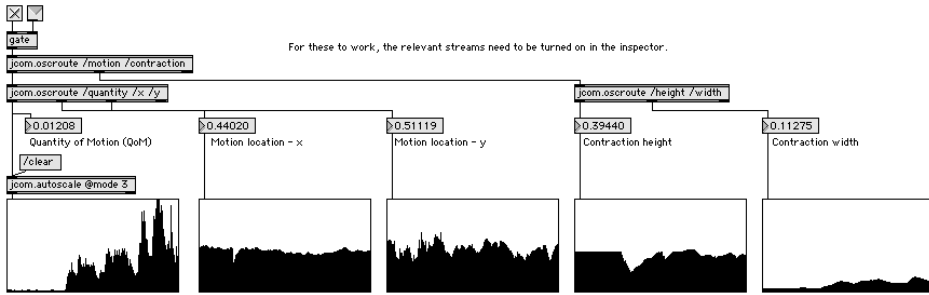 gate
For these to work, the relevant streams need to be turned on in the inspector.
jcom.oscroute /motion /contraction
jcom.oscroute /quantity /x /y
jcom.oscroute /height /width
0.01208
0.44020
0.51119
0.39440
0.11275
Quantity of Motion (QoM)
Motion location - x
Motion location - y
Contraction height
Contraction width
/clear
jcom.autoscale @mode 3